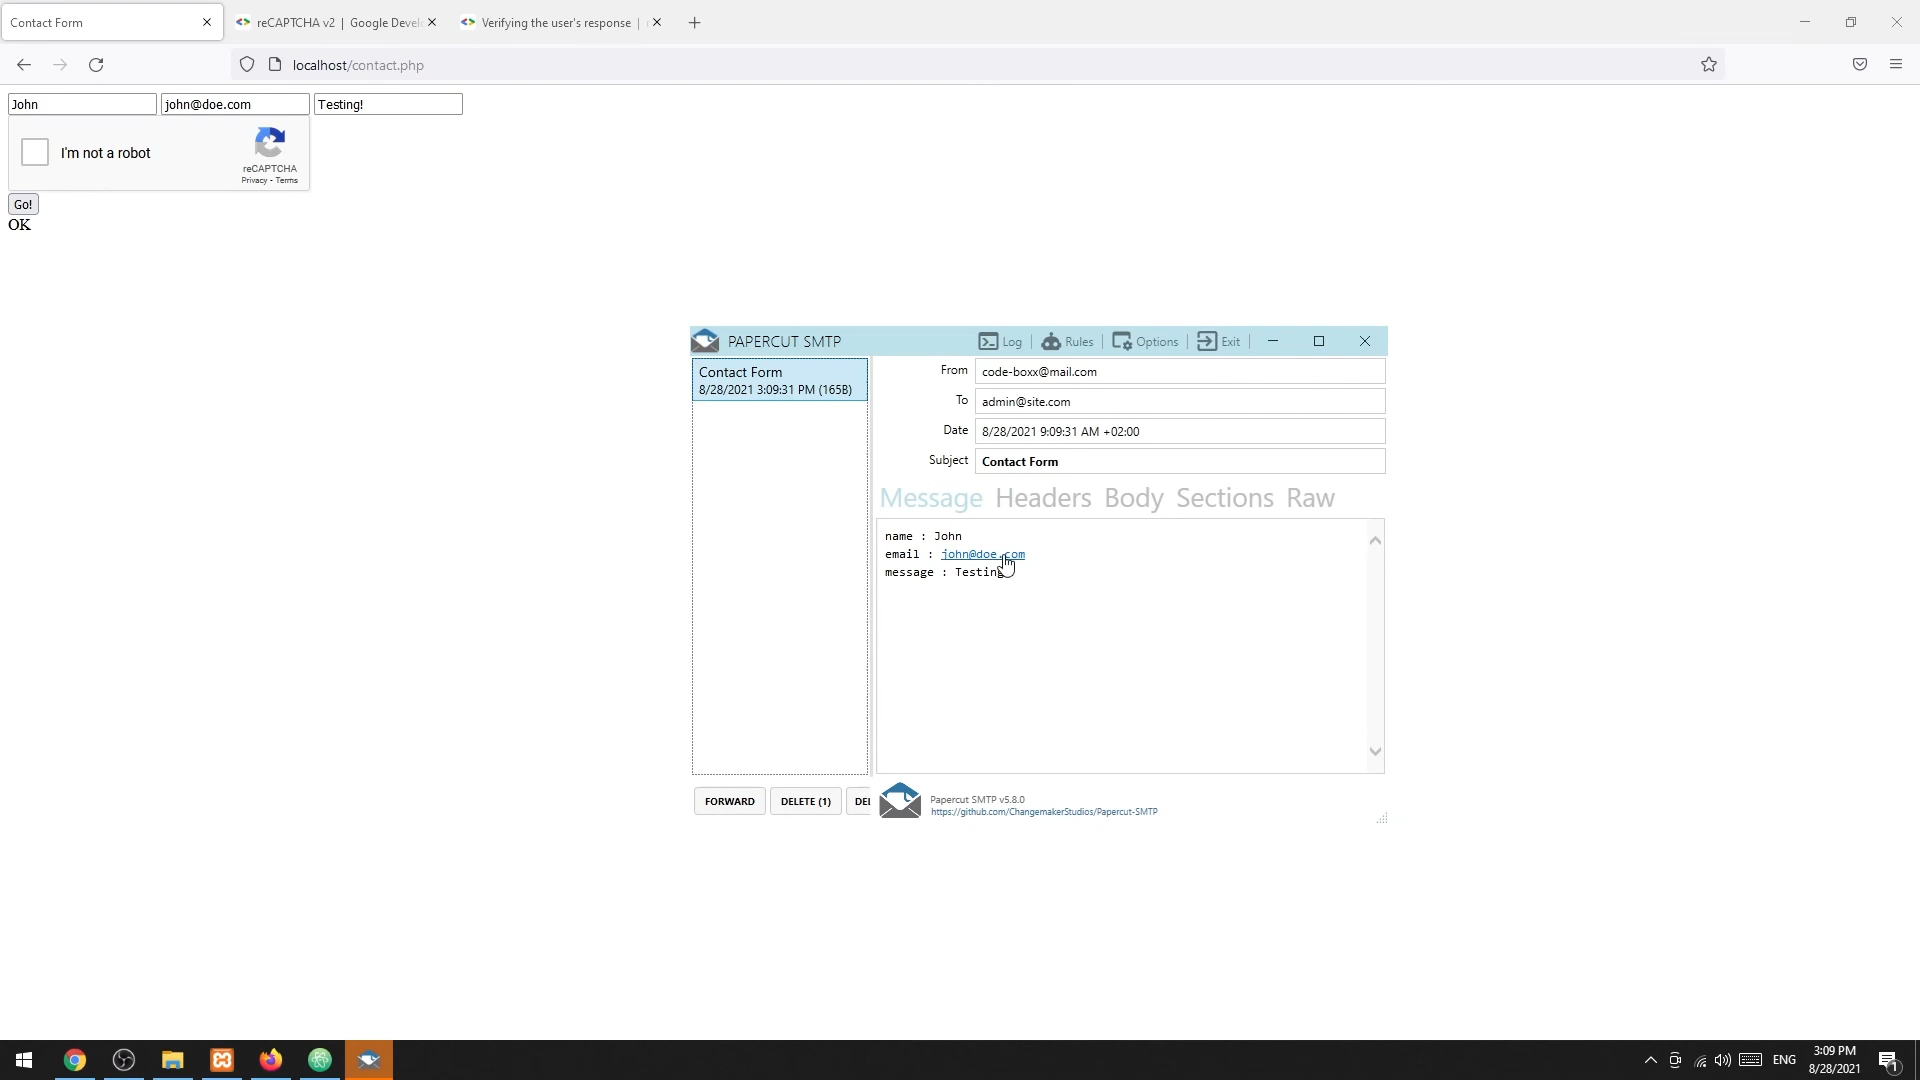 Contact Form
reCAPTCHA v2 | Google Devel
Verifying the user's response |
localhost/contact.php
John
john@doe.com
Testing!
I'm not a robot
reCAPTCHA
Privacy - Terms
Go!
OK
PAPERCUT SMTP
Log
Rules
Options
Exit
Contact Form
8/28/2021 3:09:31 PM (165B)
From
code-boxx@mail.com
To
admin@site.com
Date
8/28/2021 9:09:31 AM +02:00
Subject
Contact Form
Message Headers Body Sections Raw
name : John
email : john@doe.com
message : Testing
FORWARD
DELETE (1)
DEL
Papercut SMTP v5.8.0
https://github.com/ChangemakerStudios/Papercut-SMTP
ENG
3:09 PM
8/28/2021
1